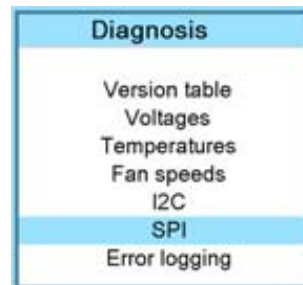 Diagnosis
Version table
Voltages
Temperatures
Fan speeds
I2C
SPI
Error logging